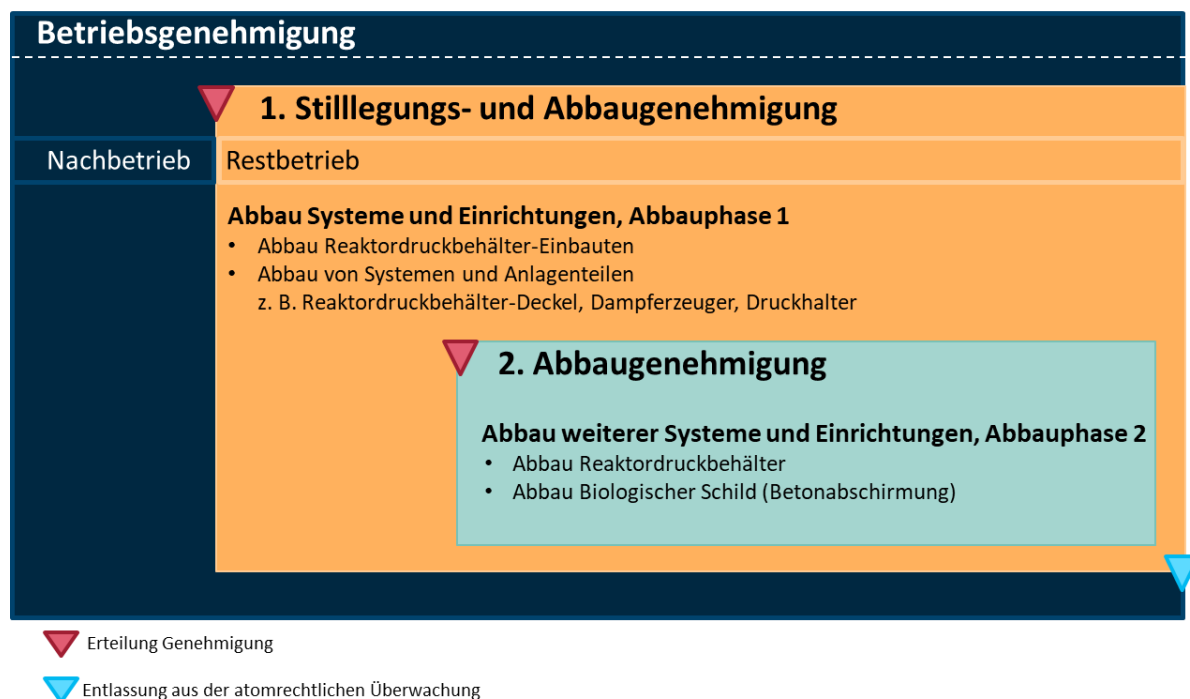 Betriebsgenehmigung
1. Stilllegungs- und Abbaugenehmigung
Nachbetrieb
Restbetrieb
Abbau Systeme und Einrichtungen, Abbauphase 1
• Abbau Reaktordruckbehälter-Einbauten
• Abbau von Systemen und Anlagenteilen
z. B. Reaktordruckbehälter-Deckel, Dampferzeuger, Druckhalter
2. Abbaugenehmigung
Abbau weiterer Systeme und Einrichtungen, Abbauphase 2
• Abbau Reaktordruckbehälter
• Abbau Biologischer Schild (Betonabschirmung)
Erteilung Genehmigung
Entlassung aus der atomrechtlichen Überwachung